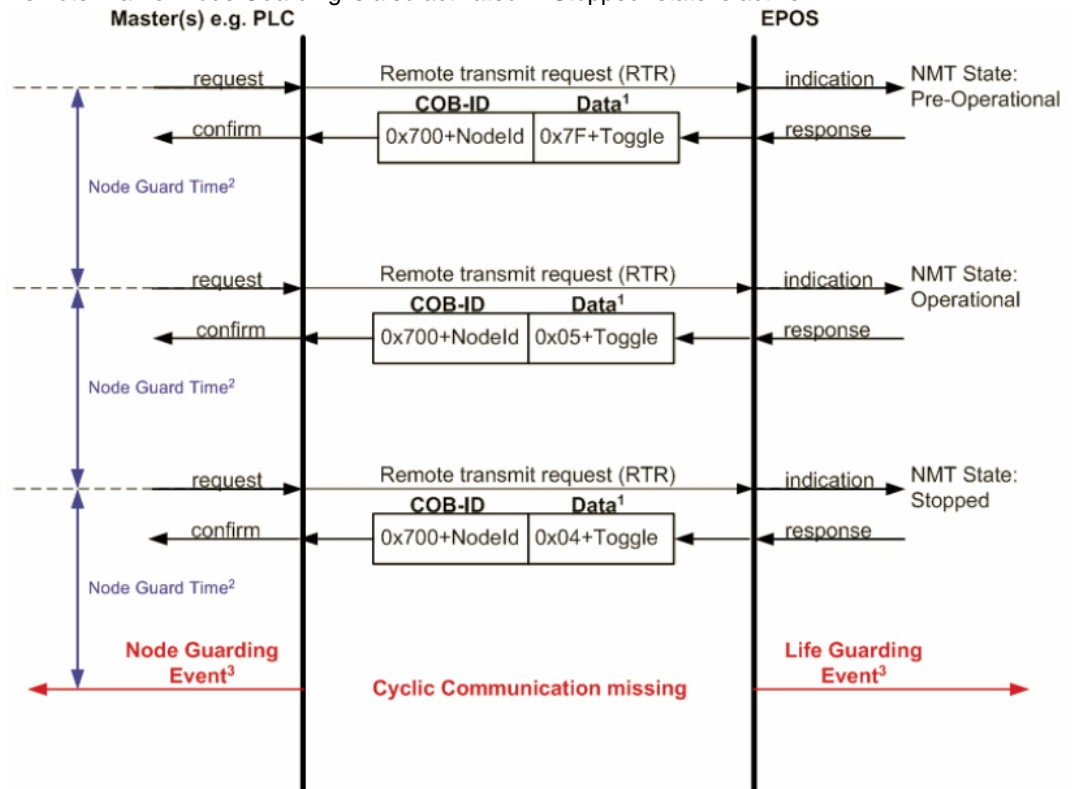 Master(s) e.g. PLC
EPOS
request
Remote transmit request (RTR)
indication
NMT State:
Pre-Operational
COB-ID
Data¹
confirm
0x700+NodeId
0x7F+Toggle
response
Node Guard Time²
request
Remote transmit request (RTR)
indication
NMT State:
Operational
COB-ID
Data¹
confirm
0x700+NodeId
0x05+Toggle
response
Node Guard Time²
request
Remote transmit request (RTR)
indication
NMT State:
Stopped
COB-ID
Data¹
confirm
0x700+NodeId
0x04+Toggle
response
Node Guard Time²
Node Guarding
Event³
Cyclic Communication missing
Life Guarding
Event³